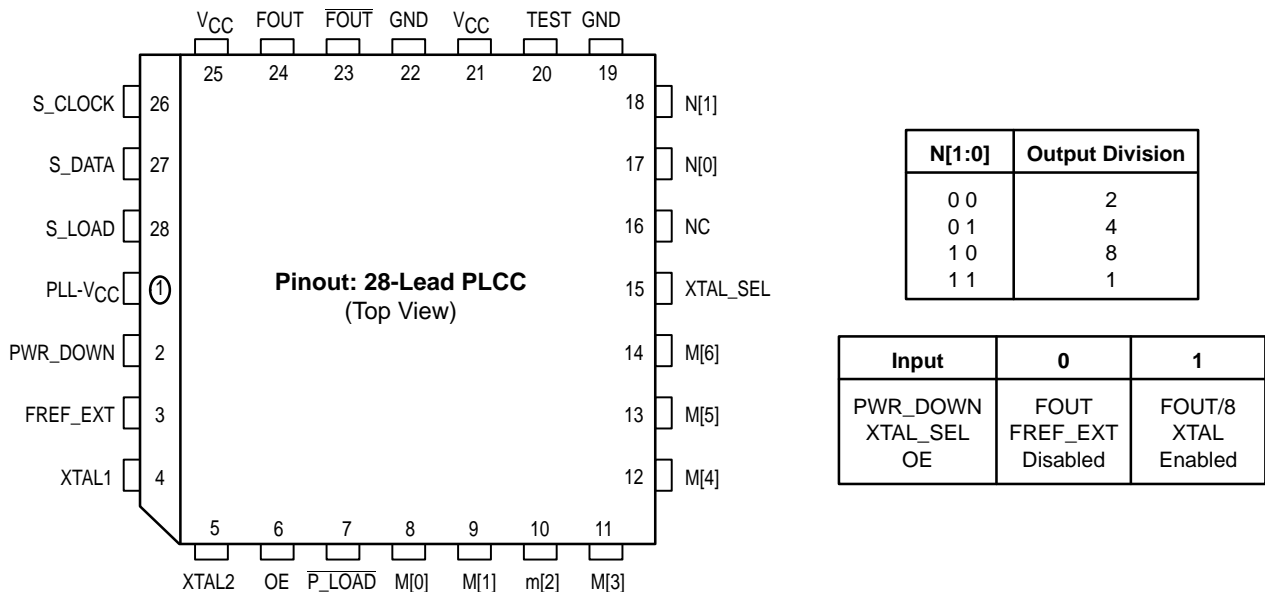 VCC FOUT FOUT GND VCC TEST GND
25 24 23 22 21 20 19
S_CLOCK 26
S_DATA 27
S_LOAD 28
PLL-VCC 1
PWR_DOWN 2
FREF_EXT 3
XTAL1 4
Pinout: 28-Lead PLCC
(Top View)
18 N[1]
17 N[0]
16 NC
15 XTAL_SEL
14 M[6]
13 M[5]
12 M[4]
5 6 7 8 9 10 11
XTAL2 OE P_LOAD M[0] M[1] m[2] M[3]
N[1:0] Output Division
0 0 2
0 1 4
1 0 8
1 1 1
Input 0 1
PWR_DOWN FOUT FOUT/8
XTAL_SEL FREF_EXT XTAL
OE Disabled Enabled